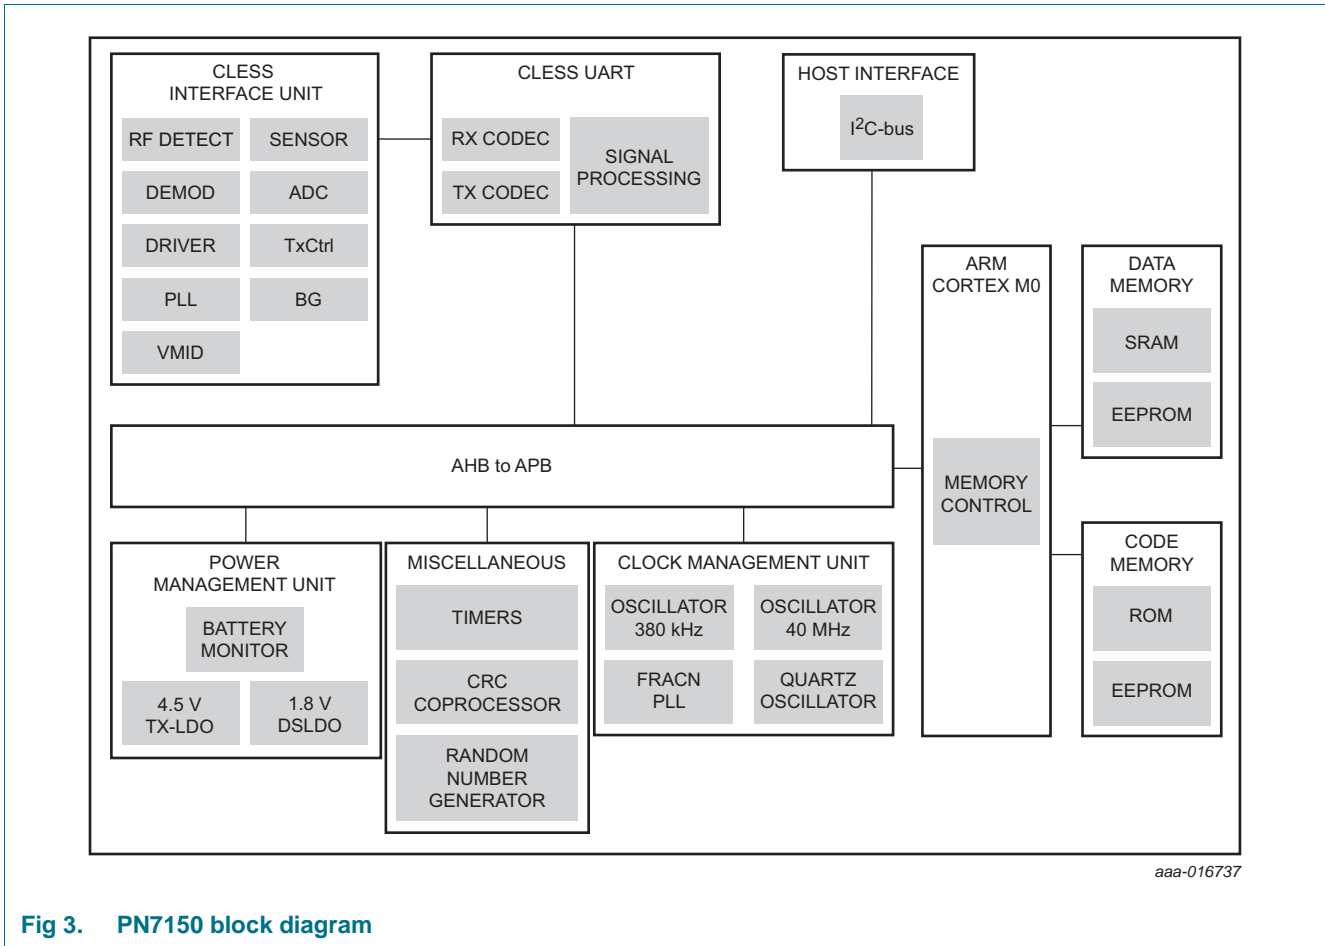 CLESS
INTERFACE UNIT
RF DETECT
SENSOR
DEMOD
ADC
DRIVER
TxCtrl
PLL
BG
VMID
CLESS UART
RX CODEC
TX CODEC
SIGNAL
PROCESSING
HOST INTERFACE
I2C-bus
ARM
CORTEX M0
MEMORY
CONTROL
DATA
MEMORY
SRAM
EEPROM
AHB to APB
CODE
MEMORY
ROM
EEPROM
POWER
MANAGEMENT UNIT
BATTERY
MONITOR
4.5 V
TX-LDO
1.8 V
DSLDO
MISCELLANEOUS
TIMERS
CRC
COPROCESSOR
RANDOM
NUMBER
GENERATOR
CLOCK MANAGEMENT UNIT
OSCILLATOR
380 kHz
OSCILLATOR
40 MHz
FRACN
PLL
QUARTZ
OSCILLATOR
aaa-016737
Fig 3. PN7150 block diagram